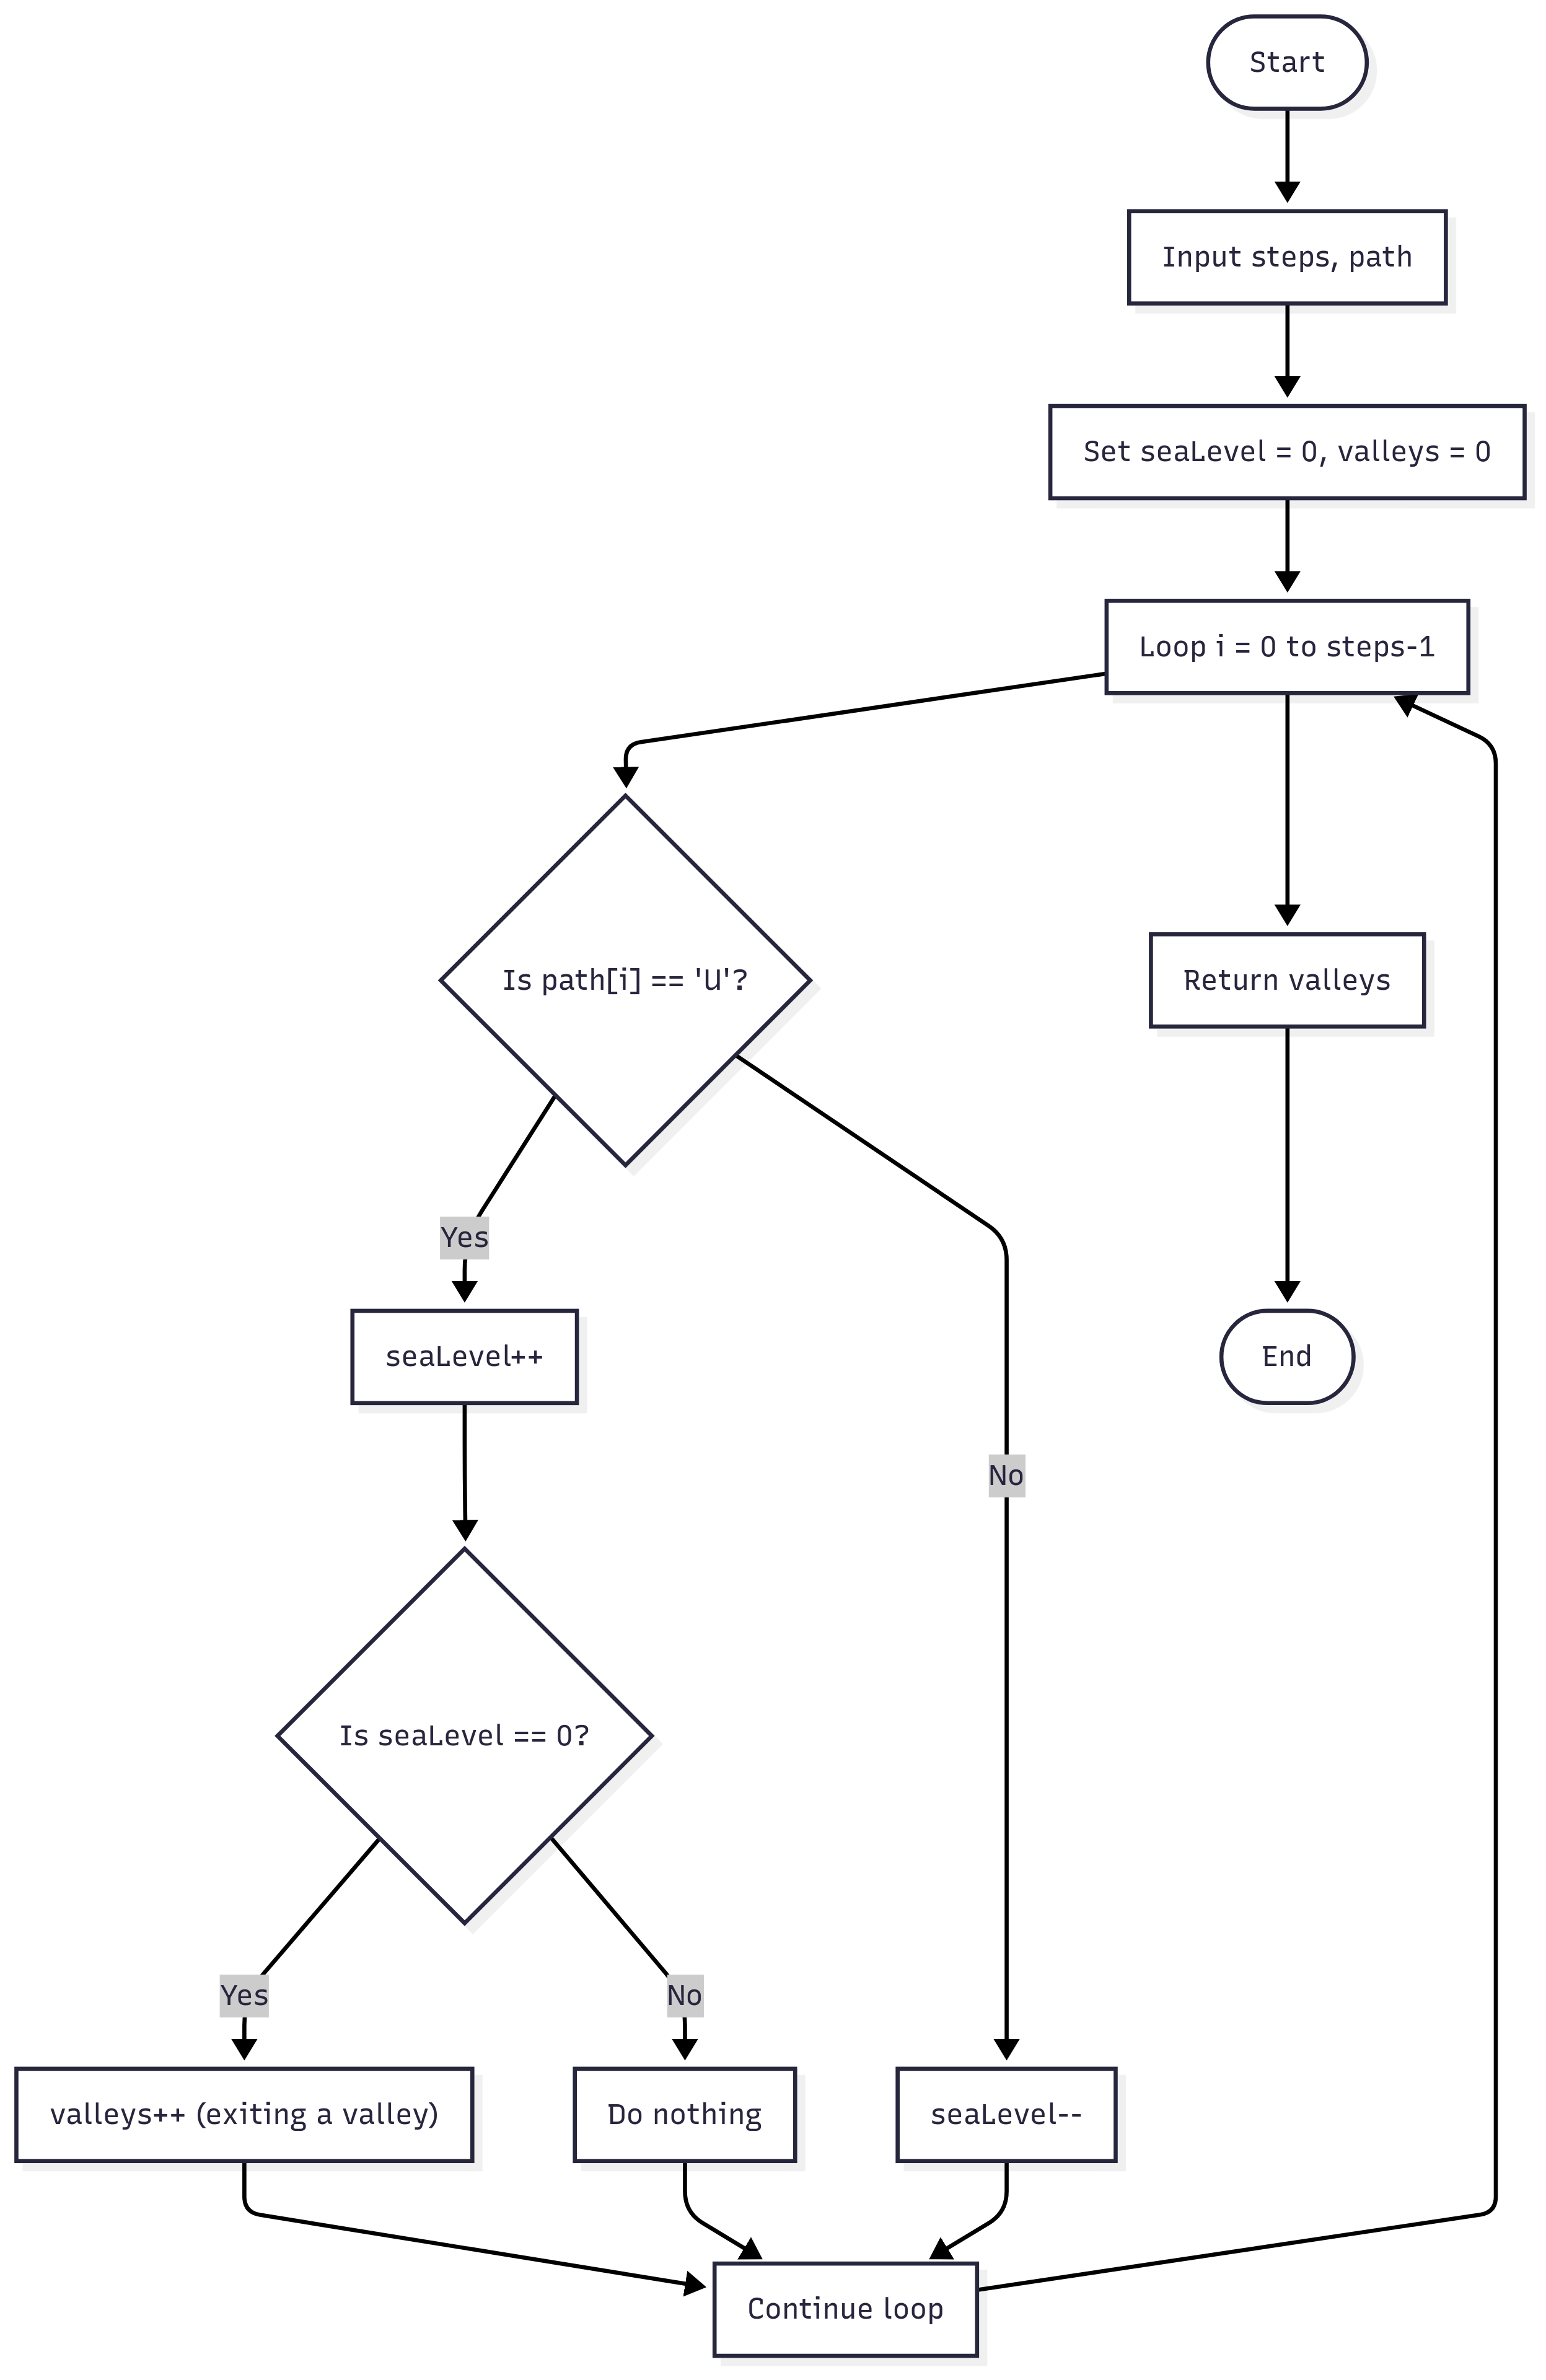 Start
Input steps, path
Set seaLevel = 0, valleys = 0
Loop i = 0 to steps-1
Is path[i] == 'U'?
Return valleys
Yes
seaLevel++
End
No
Is seaLevel == 0?
Yes
No
valleys++ (exiting a valley)
Do nothing
seaLevel--
Continue loop